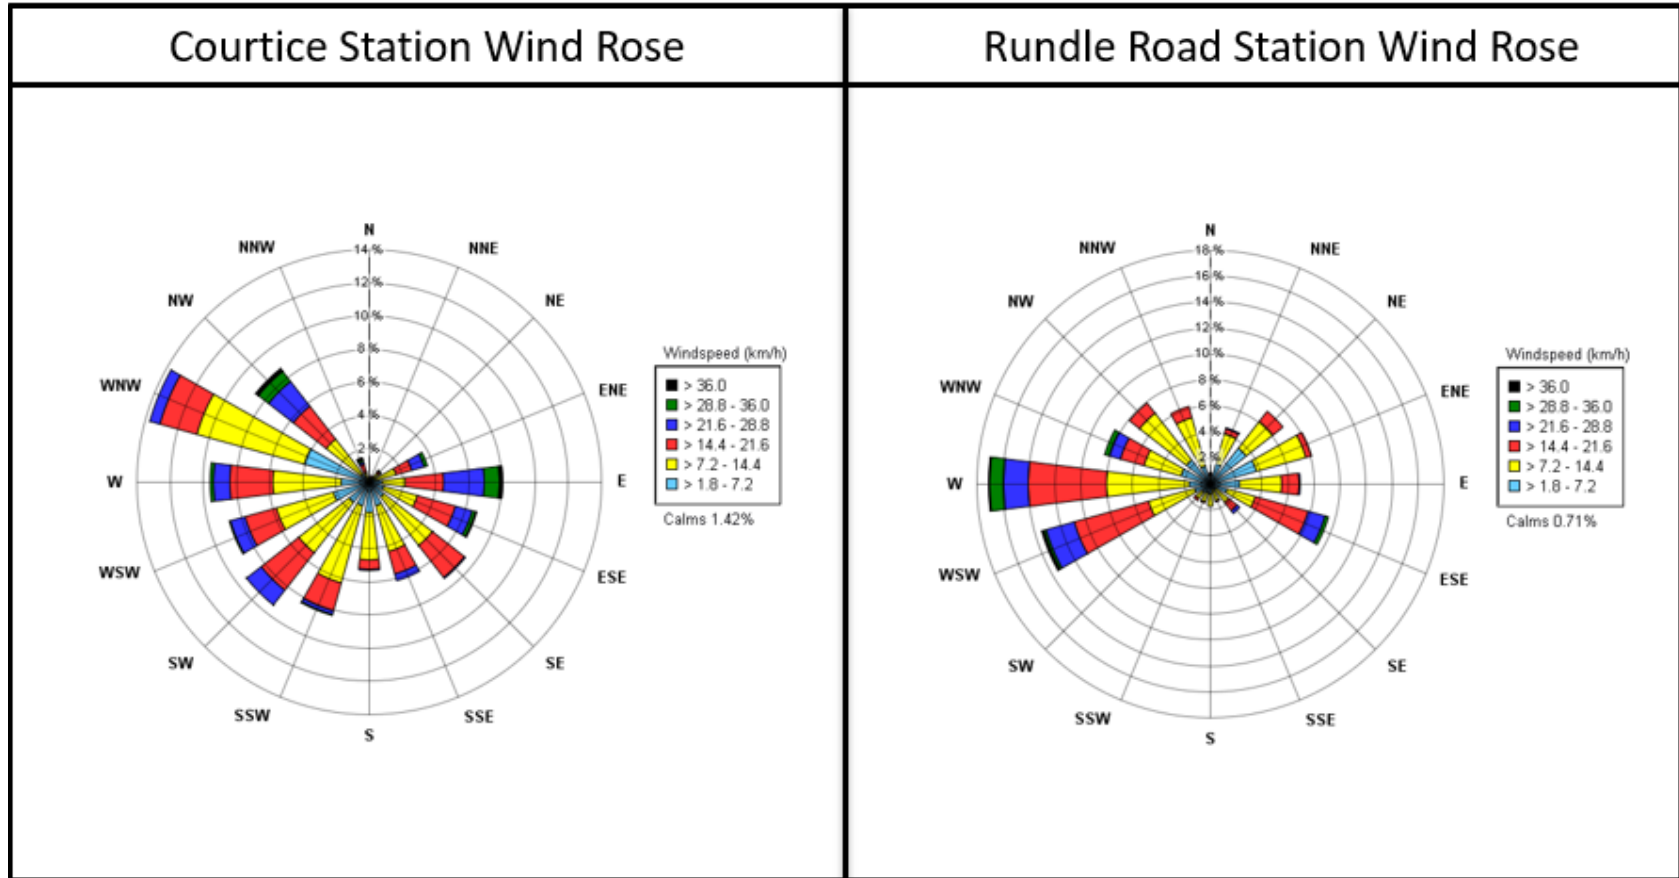 Courtice Station Wind Rose
Rundle Road Station Wind Rose
N
NNW
NNE
14 %
12 %
10 %
8 %
6 %
4 %
2 %
NW
NE
WNW
ENE
W
E
WSW
ESE
SW
SE
SSW
SSE
S
Windspeed (km/h)
> 36.0
> 28.8 - 36.0
> 21.6 - 28.8
> 14.4 - 21.6
> 7.2 - 14.4
> 1.8 - 7.2
Calms 1.42%
N
NNW
NNE
18 %
16 %
14 %
12 %
10 %
8 %
6 %
4 %
2 %
NW
NE
WNW
ENE
W
E
WSW
ESE
SW
SE
SSW
SSE
S
Windspeed (km/h)
> 36.0
> 28.8 - 36.0
> 21.6 - 28.8
> 14.4 - 21.6
> 7.2 - 14.4
> 1.8 - 7.2
Calms 0.71%